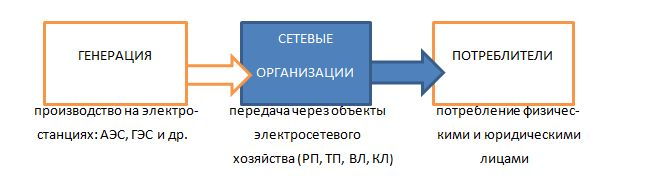 ГЕНЕРАЦИЯ
СЕТЕВЫЕ
ОРГАНИЗАЦИИ
ПОТРЕБЛИТЕЛИ
производство на электро-
станциях: АЭС, ГЭС и др.
передача через объекты
электросетевого
хозяйства (РП, ТП, ВЛ, КЛ)
потребление физичес-
кими и юридическими
лицами